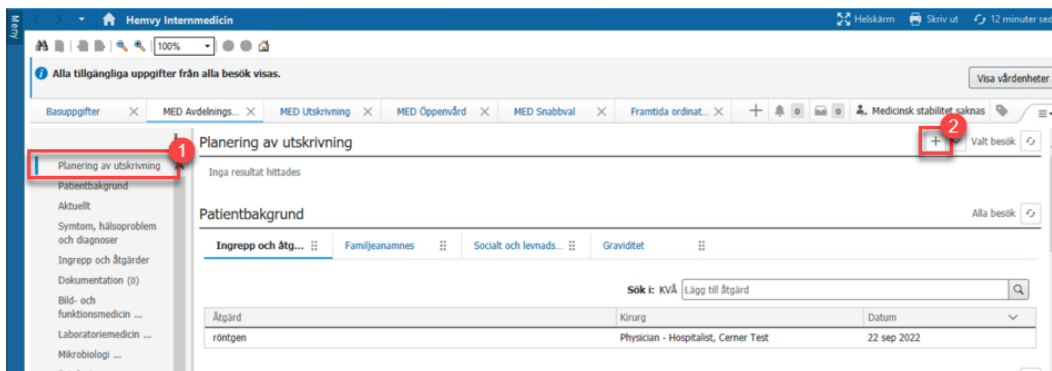 Meny
Hemvy Internmedicin
Helskärm Skriv ut 12 minuter sed
100%
Alla tillgängliga uppgifter från alla besök visas.
Visa vårdenheter
Basuppgifter MED Avdelnings... MED Utskrivning MED Öppenvård MED Snabbval Framtida ordinat... 0 0 Medicinsk stabilitet saknas
1
2
Planering av utskrivning
Valt besök
Inga resultat hittades
Planering av utskrivning
Patientbakgrund
Aktuellt
Symtom, hälsoproblem
och diagnoser
Ingrepp och åtgärder
Dokumentation (0)
Bild- och
funktionsmedicin ...
Laboratoriemedicin ...
Mikrobiologi ...
Patientbakgrund
Alla besök
Ingrepp och åtg... Familjeanamnes Socialt och levnads... Graviditet
Sök i: KVÅ Lägg till åtgärd
Åtgärd Kirurg Datum
röntgen Physician - Hospitalist, Cerner Test 22 sep 2022